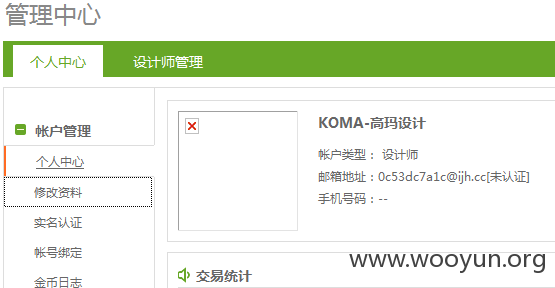 管理中心
个人中心 设计师管理
帐户管理
个人中心
修改资料
实名认证
帐号绑定
金币日志
KOMA-高玛设计
帐户类型： 设计师
邮箱地址：0c53dc7a1c@ijh.cc[未认证]
手机号码：--
交易统计
www.wooyun.org